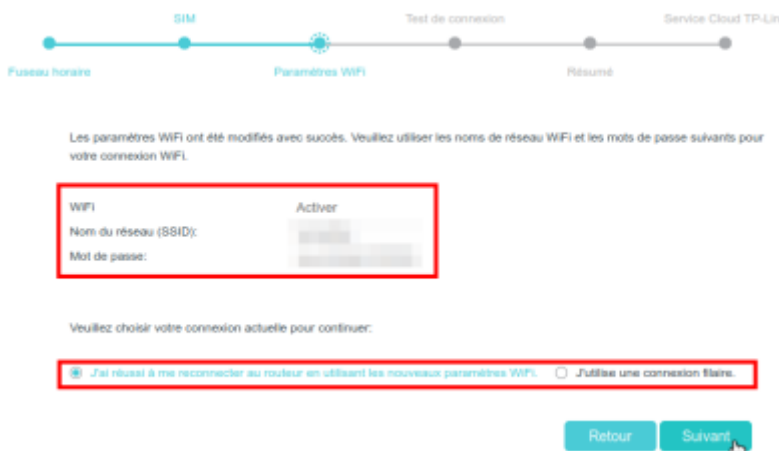 SIM Test de connexion Service Cloud TP-Lin
Fuseau horaire Paramètres WiFi Résumé
Les paramètres WiFi ont été modifiés avec succès. Veuillez utiliser les noms de réseau WiFi et les mots de passe suivants pour
votre connexion WiFi.
WiFi Activer
Nom du réseau (SSID):
Mot de passe:
Veuillez choisir votre connexion actuelle pour continuer:
J'ai réussi à me reconnecter au routeur en utilisant les nouveaux paramètres WiFi. J'utilise une connexion filaire.
Retour Suivant